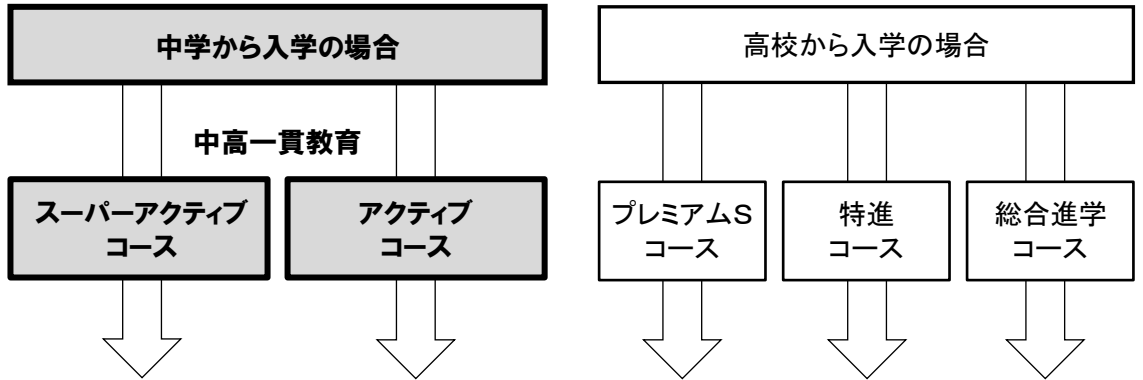 中学から入学の場合
中高一貫教育
スーパーアクティブ
コース
アクティブ
コース
高校から入学の場合
プレミアムS
コース
特進
コース
総合進学
コース